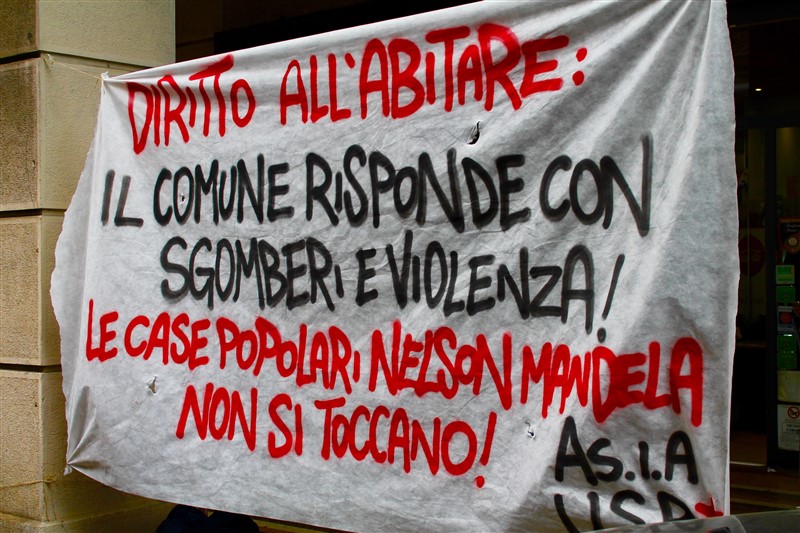 DIRITTO ALL'ABITARE:
IL COMUNE RISPONDE CON
SGOMBERI E VIOLENZA!
LE CASE POPOLARI NELSON MANDELA
NON SI TOCCANO!
AS.I.A
USB